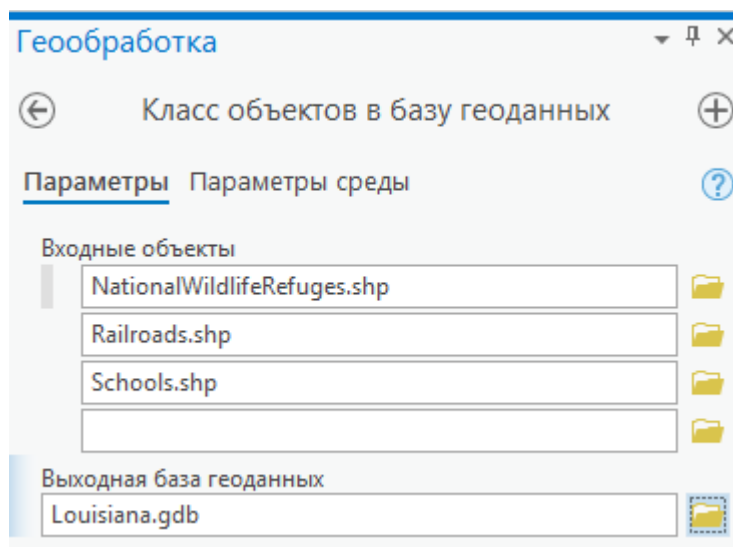 Геообработка
Класс объектов в базу геоданных
Параметры Параметры среды
Входные объекты
NationalWildlifeRefuges.shp
Railroads.shp
Schools.shp
Выходная база геоданных
Louisiana.gdb